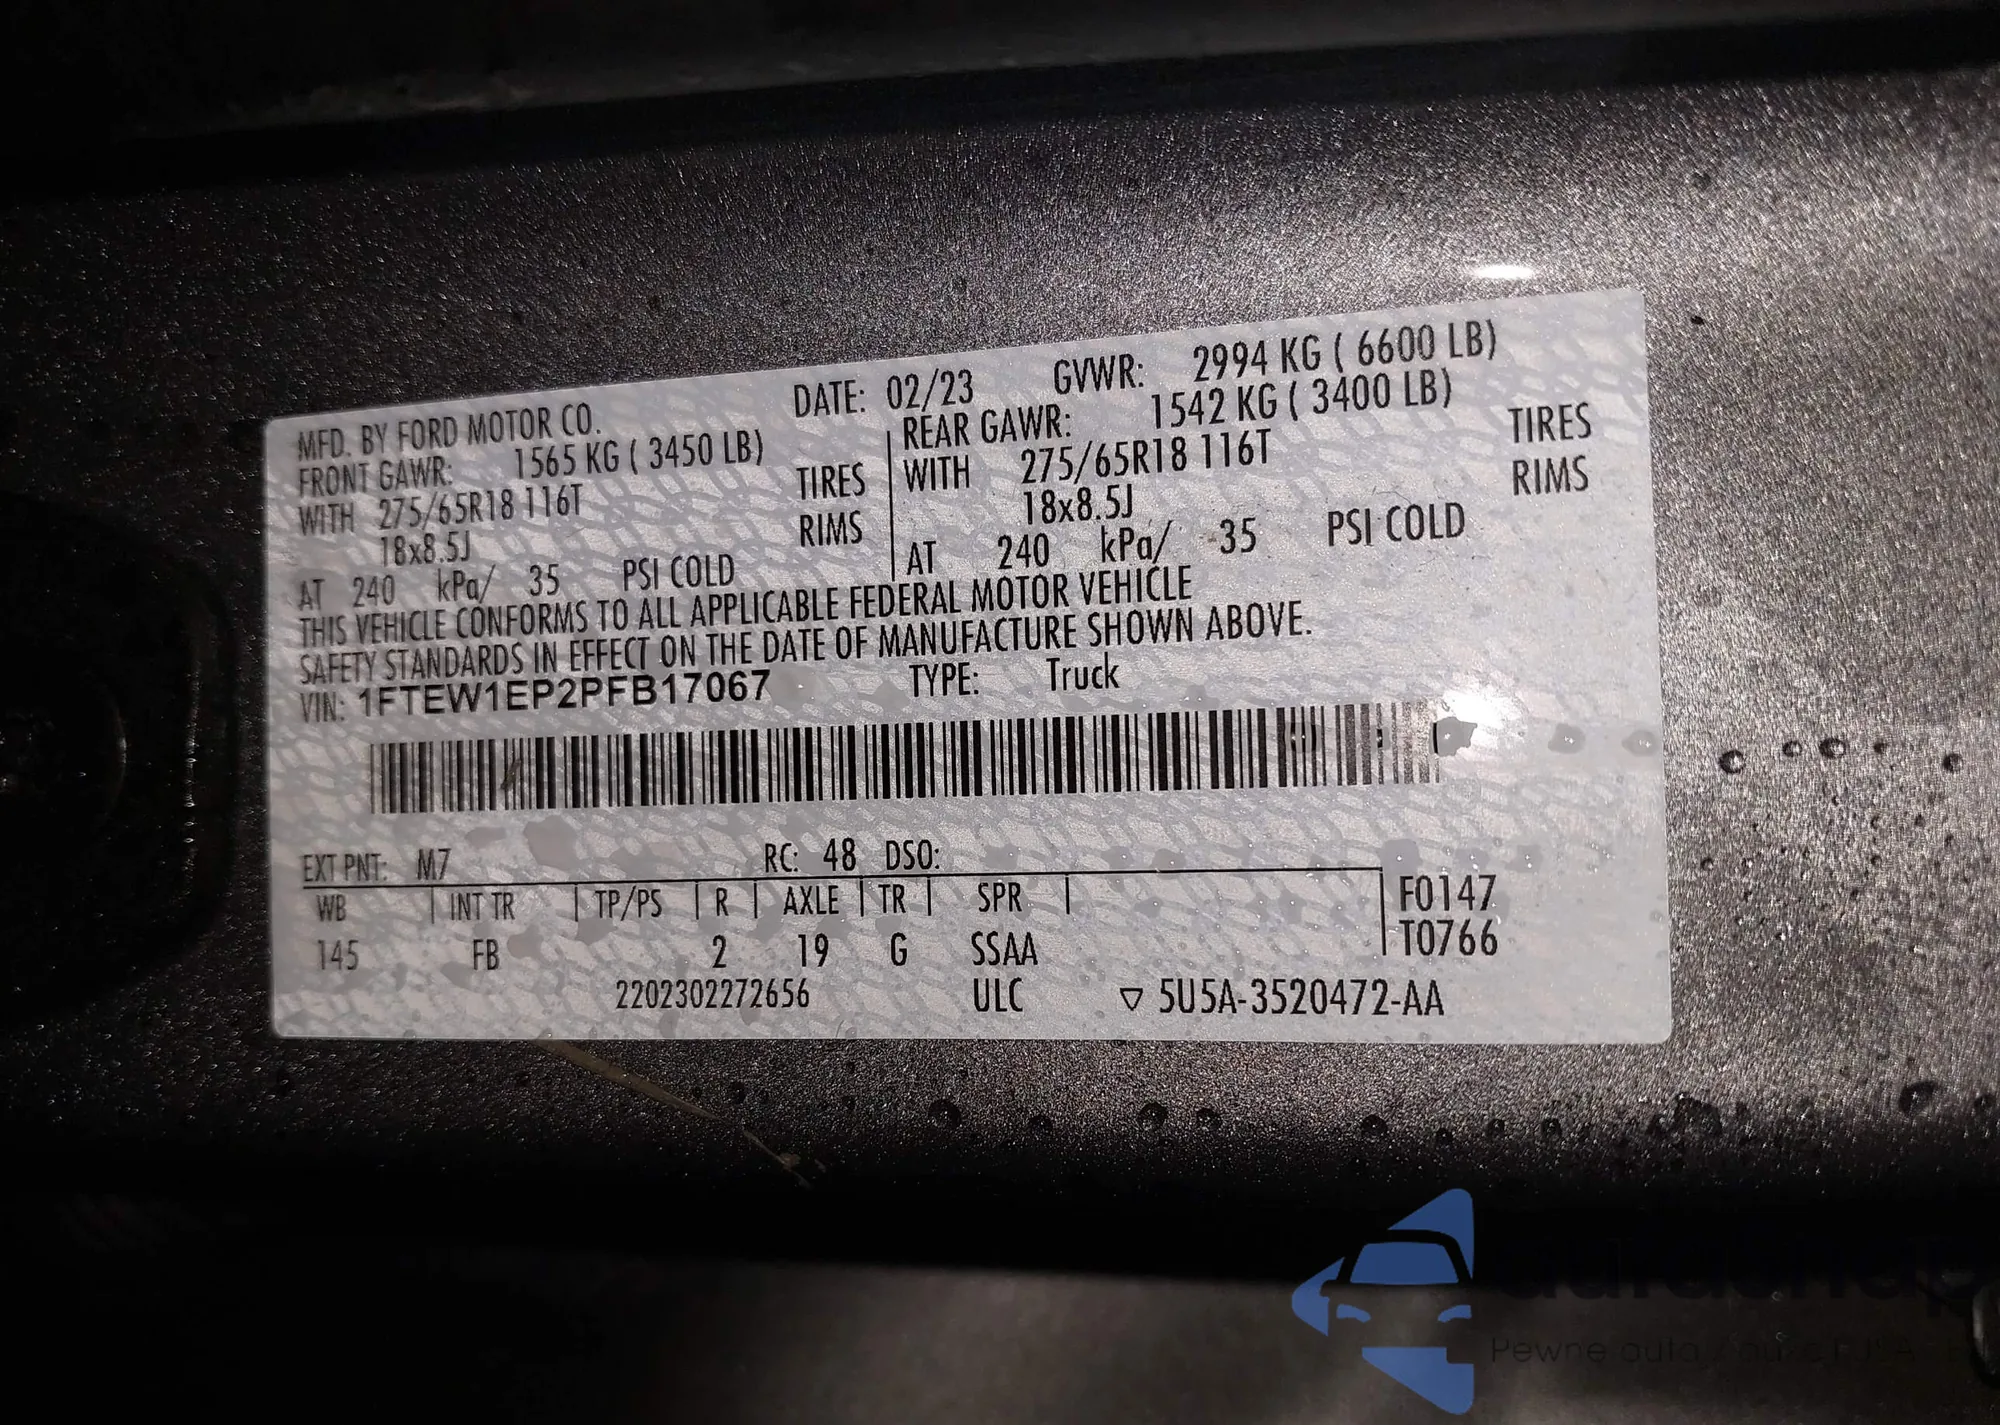 MFD. BY FORD MOTOR CO. DATE: 02/23 GVWR: 2994 KG ( 6600 LB)
FRONT GAWR: 1565 KG ( 3450 LB) REAR GAWR: 1542 KG ( 3400 LB)
WITH 275/65R18 116T TIRES WITH 275/65R18 116T TIRES
18x8.5J RIMS 18x8.5J RIMS
AT 240 kPa/ 35 PSI COLD AT 240 kPa/ 35 PSI COLD
THIS VEHICLE CONFORMS TO ALL APPLICABLE FEDERAL MOTOR VEHICLE
SAFETY STANDARDS IN EFFECT ON THE DATE OF MANUFACTURE SHOWN ABOVE.
VIN: 1FTEW1EP2PFB17067 TYPE: Truck
EXT PNT: M7 RC: 48 DSO:
WB INT TR TP/PS R AXLE TR SPR F0147
145 FB 2 19 G SSAA T0766
2202302272656 ULC ▽ 5U5A-3520472-AA
Pewne auta